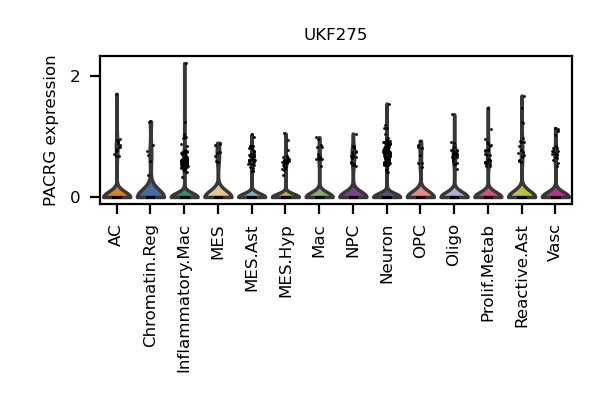 UKF275
PACRG expression
2
0
AC
Chromatin.Reg
Inflammatory.Mac
MES
MES.Ast
MES.Hyp
Mac
NPC
Neuron
OPC
Oligo
Prolif.Metab
Reactive.Ast
Vasc